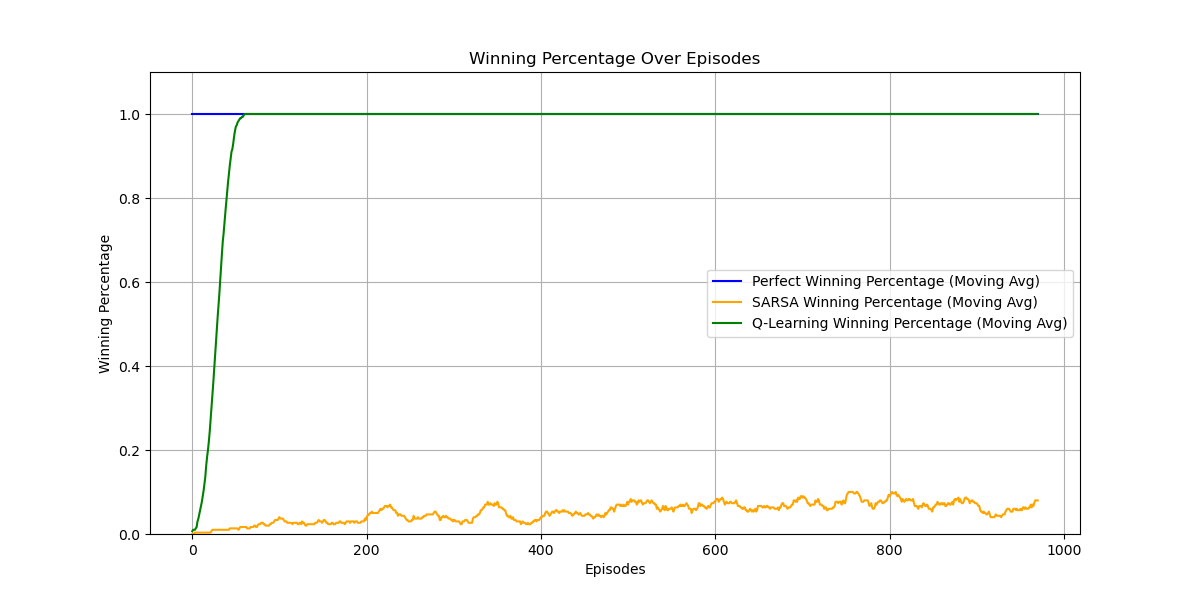 Winning Percentage Over Episodes
Winning Percentage
1.0
0.8
0.6
0.4
0.2
0.0
Perfect Winning Percentage (Moving Avg)
SARSA Winning Percentage (Moving Avg)
Q-Learning Winning Percentage (Moving Avg)
0 200 400 600 800 1000
Episodes